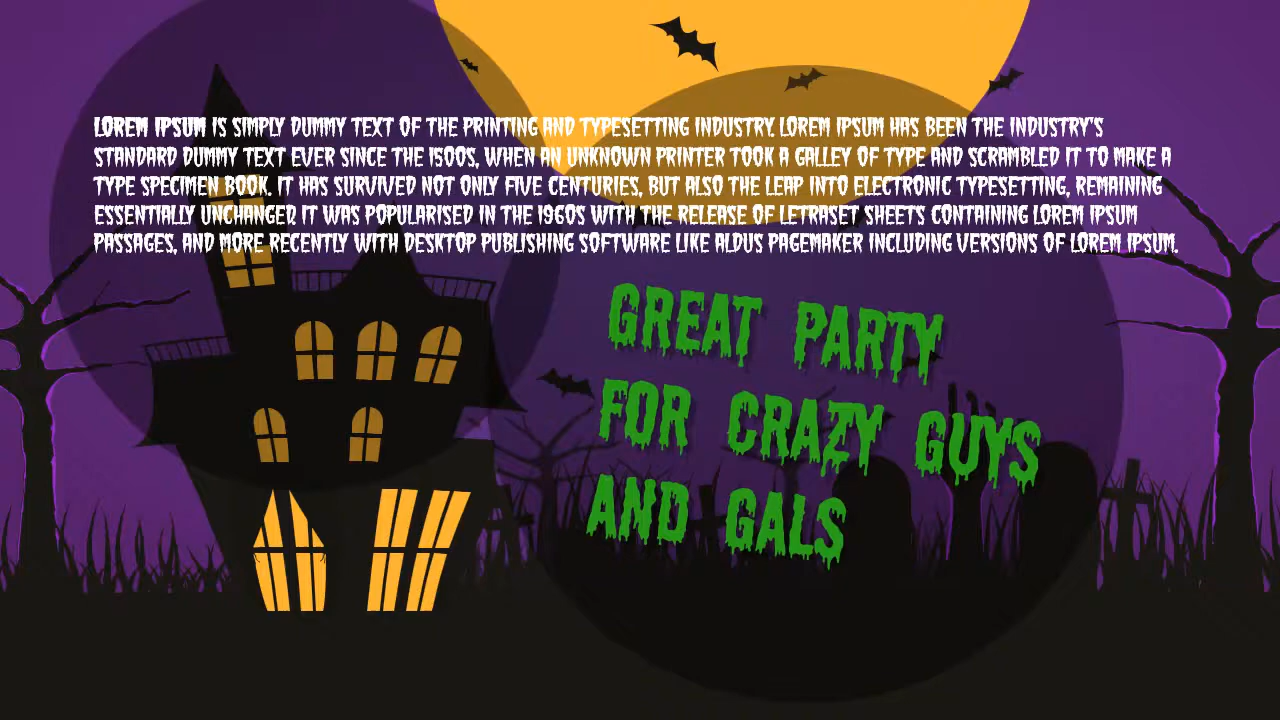 LOREM IPSUM IS SIMPLY DUMMY TEXT OF THE PRINTING AND TYPESETTING INDUSTRY. LOREM IPSUM HAS BEEN THE INDUSTRY'S
STANDARD DUMMY TEXT EVER SINCE THE 1500S, WHEN AN UNKNOWN PRINTER TOOK A GALLEY OF TYPE AND SCRAMBLED IT TO MAKE A
TYPE SPECIMEN BOOK. IT HAS SURVIVED NOT ONLY FIVE CENTURIES, BUT ALSO THE LEAP INTO ELECTRONIC TYPESETTING, REMAINING
ESSENTIALLY UNCHANGED. IT WAS POPULARISED IN THE 1960S WITH THE RELEASE OF LETRASET SHEETS CONTAINING LOREM IPSUM
PASSAGES, AND MORE RECENTLY WITH DESKTOP PUBLISHING SOFTWARE LIKE ALDUS PAGEMAKER INCLUDING VERSIONS OF LOREM IPSUM.
GREAT PARTY
FOR CRAZY GUYS
AND GALS